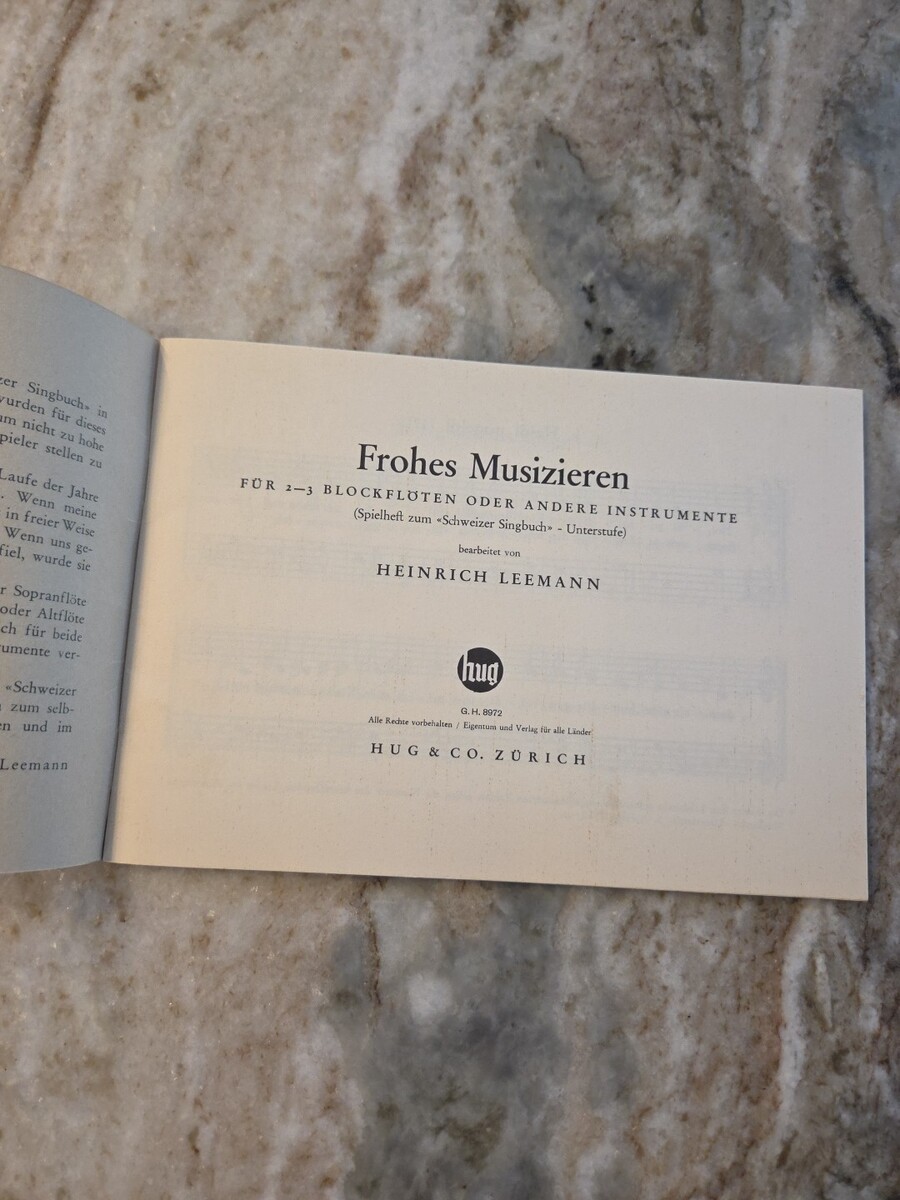 zer Singbuch» in
wurden für dieses
um nicht zu hohe
pieler stellen zu
Laufe der Jahre
. Wenn meine
in freier Weise
Wenn uns ge-
fiel, wurde sie
r Sopranflöte
oder Altflöte
ch für beide
umente ver-
«Schweizer
zum selb-
en und im
Leemann
Frohes Musizieren
FÜR 2–3 BLOCKFLÖTEN ODER ANDERE INSTRUMENTE
(Spielheft zum «Schweizer Singbuch» - Unterstufe)
bearbeitet von
HEINRICH LEEMANN
hug
G. H. 8972
Alle Rechte vorbehalten / Eigentum und Verlag für alle Länder
HUG & CO. ZÜRICH